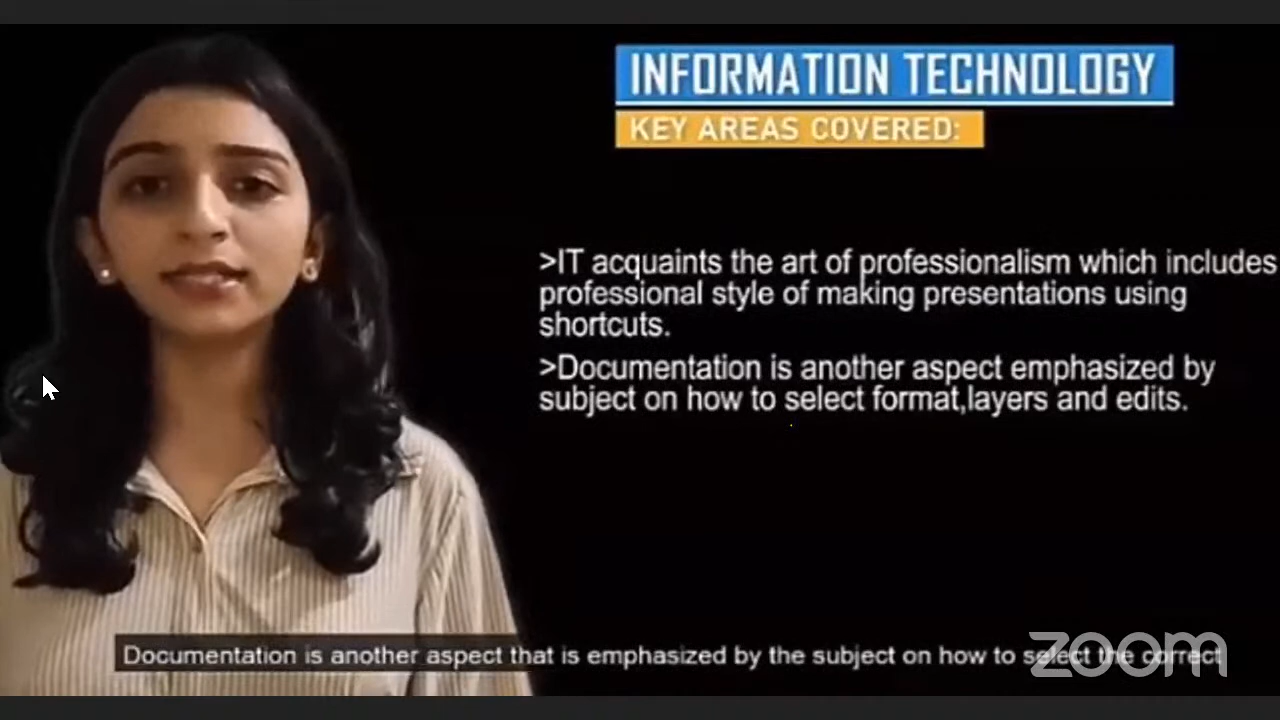 INFORMATION TECHNOLOGY
KEY AREAS COVERED:
>IT acquaints the art of professionalism which includes
professional style of making presentations using
shortcuts.
>Documentation is another aspect emphasized by
subject on how to select format,layers and edits.
Documentation is another aspect that is emphasized by the subject on how to select the correct
zoom